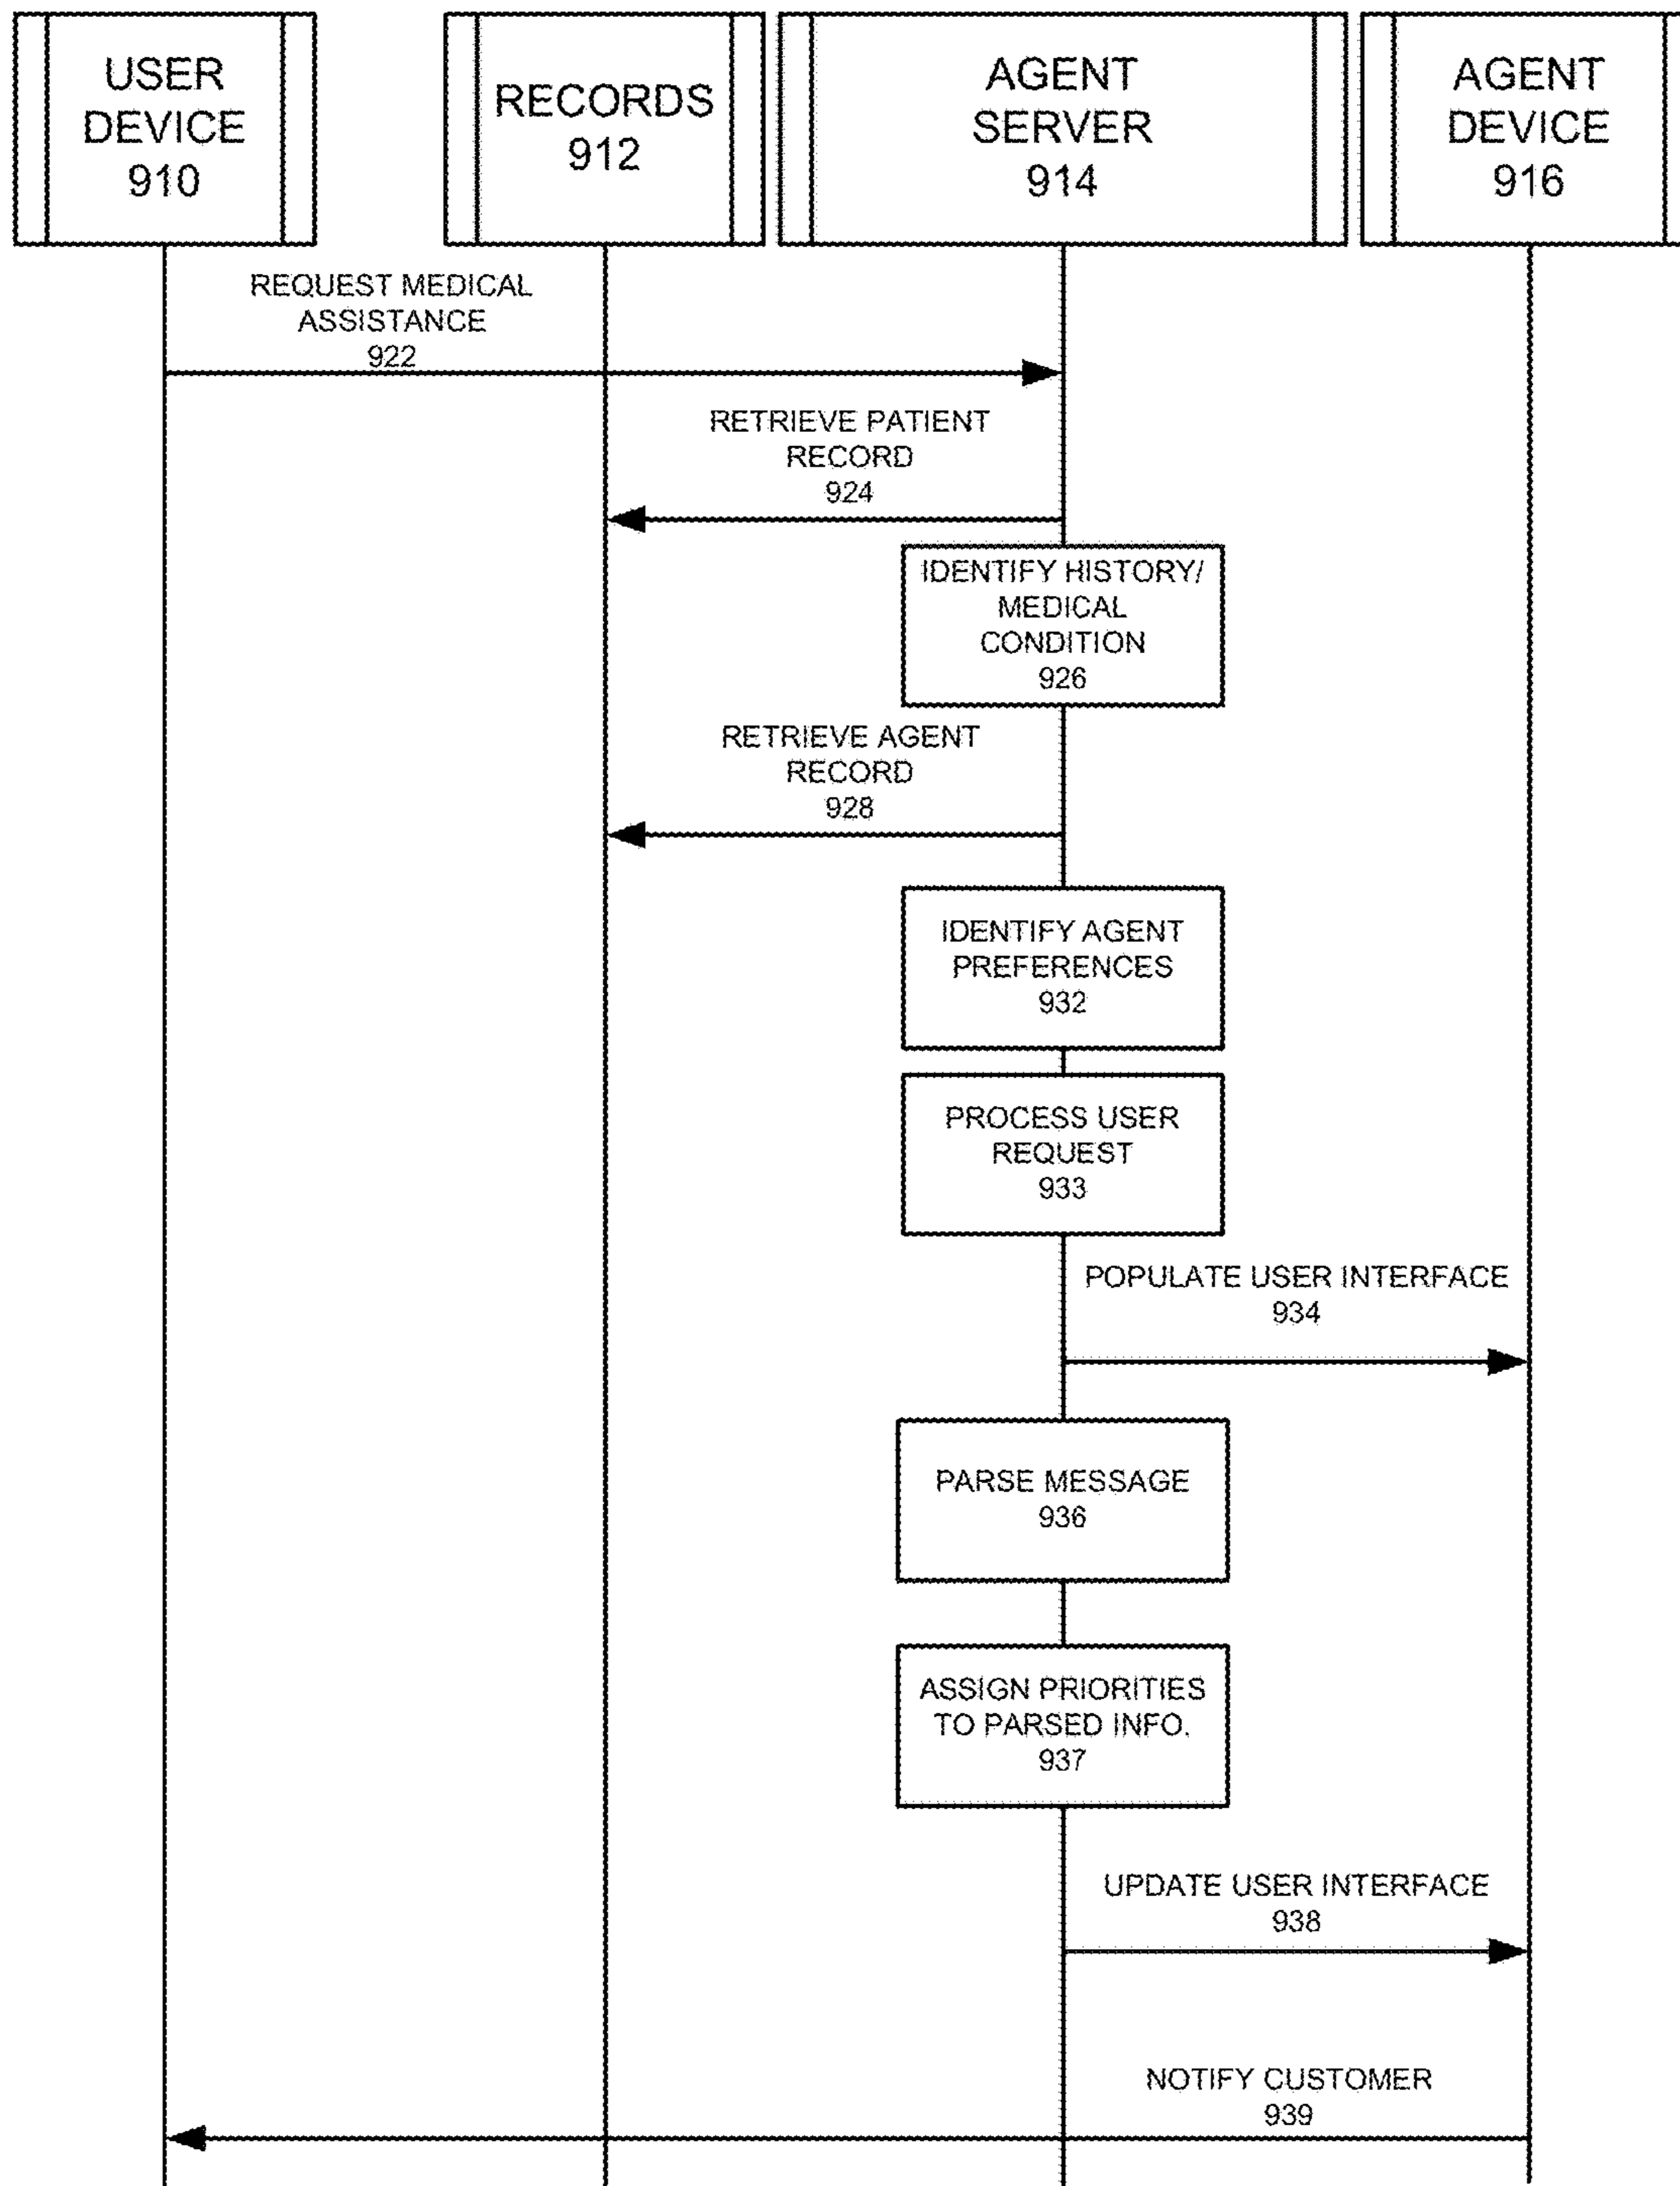 USER
DEVICE
910
RECORDS
912
AGENT
SERVER
914
AGENT
DEVICE
916
REQUEST MEDICAL
ASSISTANCE
922
RETRIEVE PATIENT
RECORD
924
IDENTIFY HISTORY/
MEDICAL
CONDITION
926
RETRIEVE AGENT
RECORD
928
IDENTIFY AGENT
PREFERENCES
932
PROCESS USER
REQUEST
933
POPULATE USER INTERFACE
934
PARSE MESSAGE
936
ASSIGN PRIORITIES
TO PARSED INFO.
937
UPDATE USER INTERFACE
938
NOTIFY CUSTOMER
939